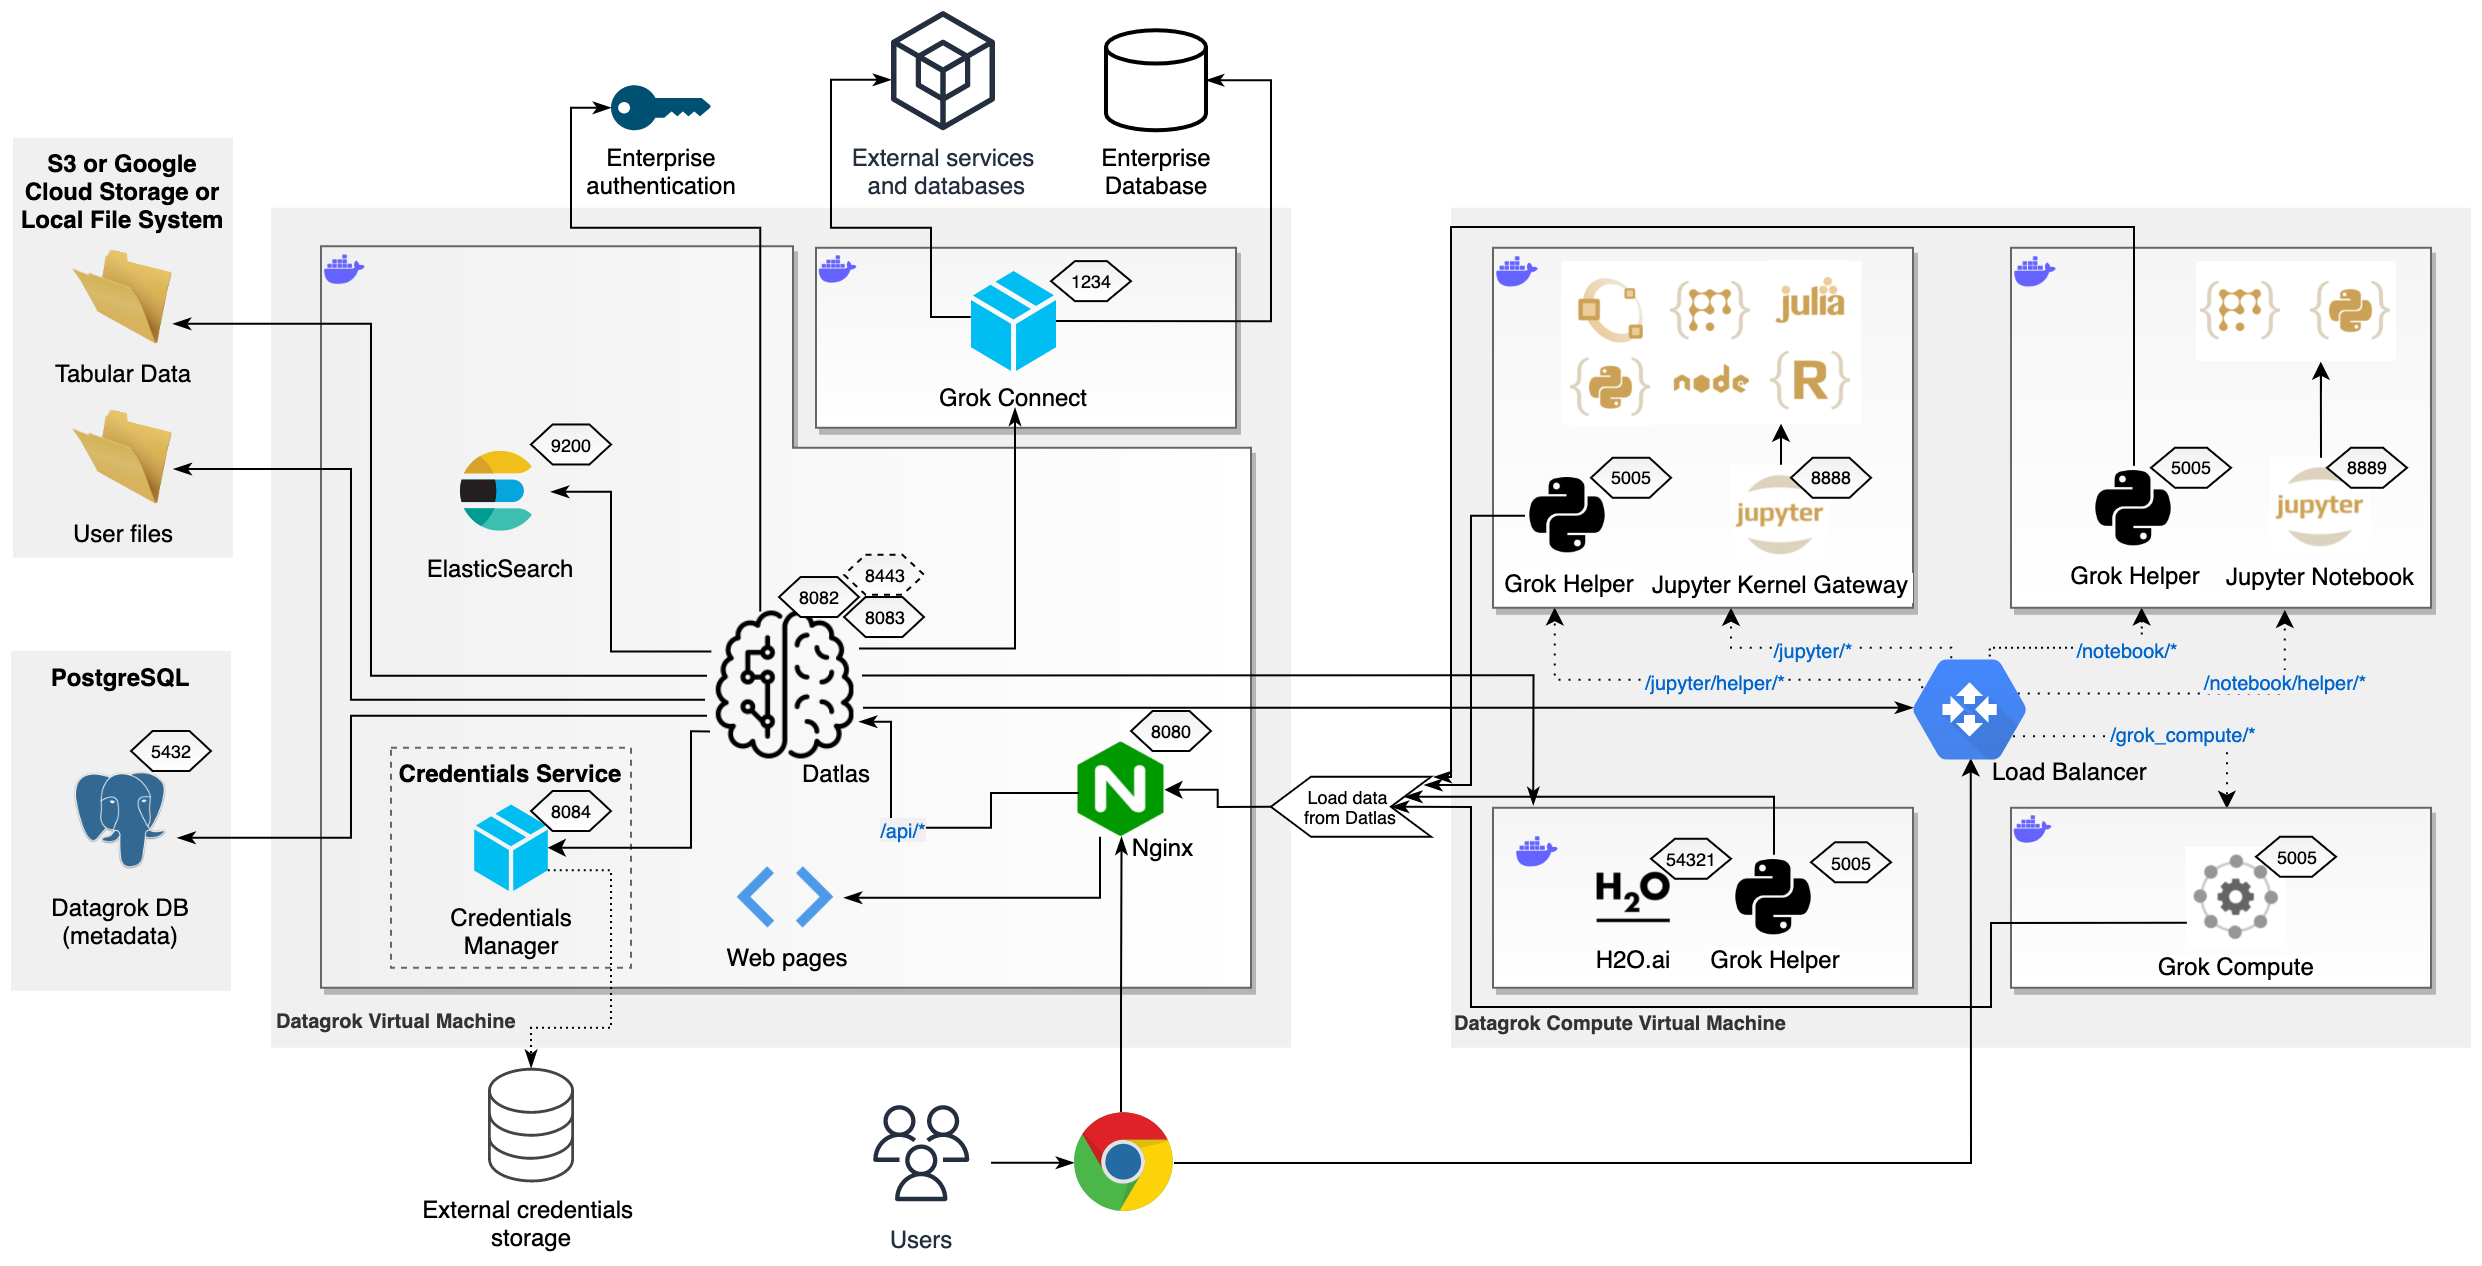 S3 or Google
Cloud Storage or
Local File System
Tabular Data
User files
PostgreSQL
5432
Datagrok DB
(metadata)
Enterprise
authentication
External services
and databases
Enterprise
Database
1234
Grok Connect
9200
ElasticSearch
8443
8082
8083
Datlas
Credentials Service
8084
Credentials
Manager
/api/*
8080
Nginx
Web pages
Datagrok Virtual Machine
External credentials
storage
Users
Load data
from Datlas
julia
node
R
5005
8888
jupyter
Grok Helper
Jupyter Kernel Gateway
5005
8889
jupyter
Grok Helper
Jupyter Notebook
/jupyter/*
/notebook/*
/jupyter/helper/*
/notebook/helper/*
/grok_compute/*
Load Balancer
54321
H2O
H2O.ai
5005
Grok Helper
5005
Grok Compute
Datagrok Compute Virtual Machine